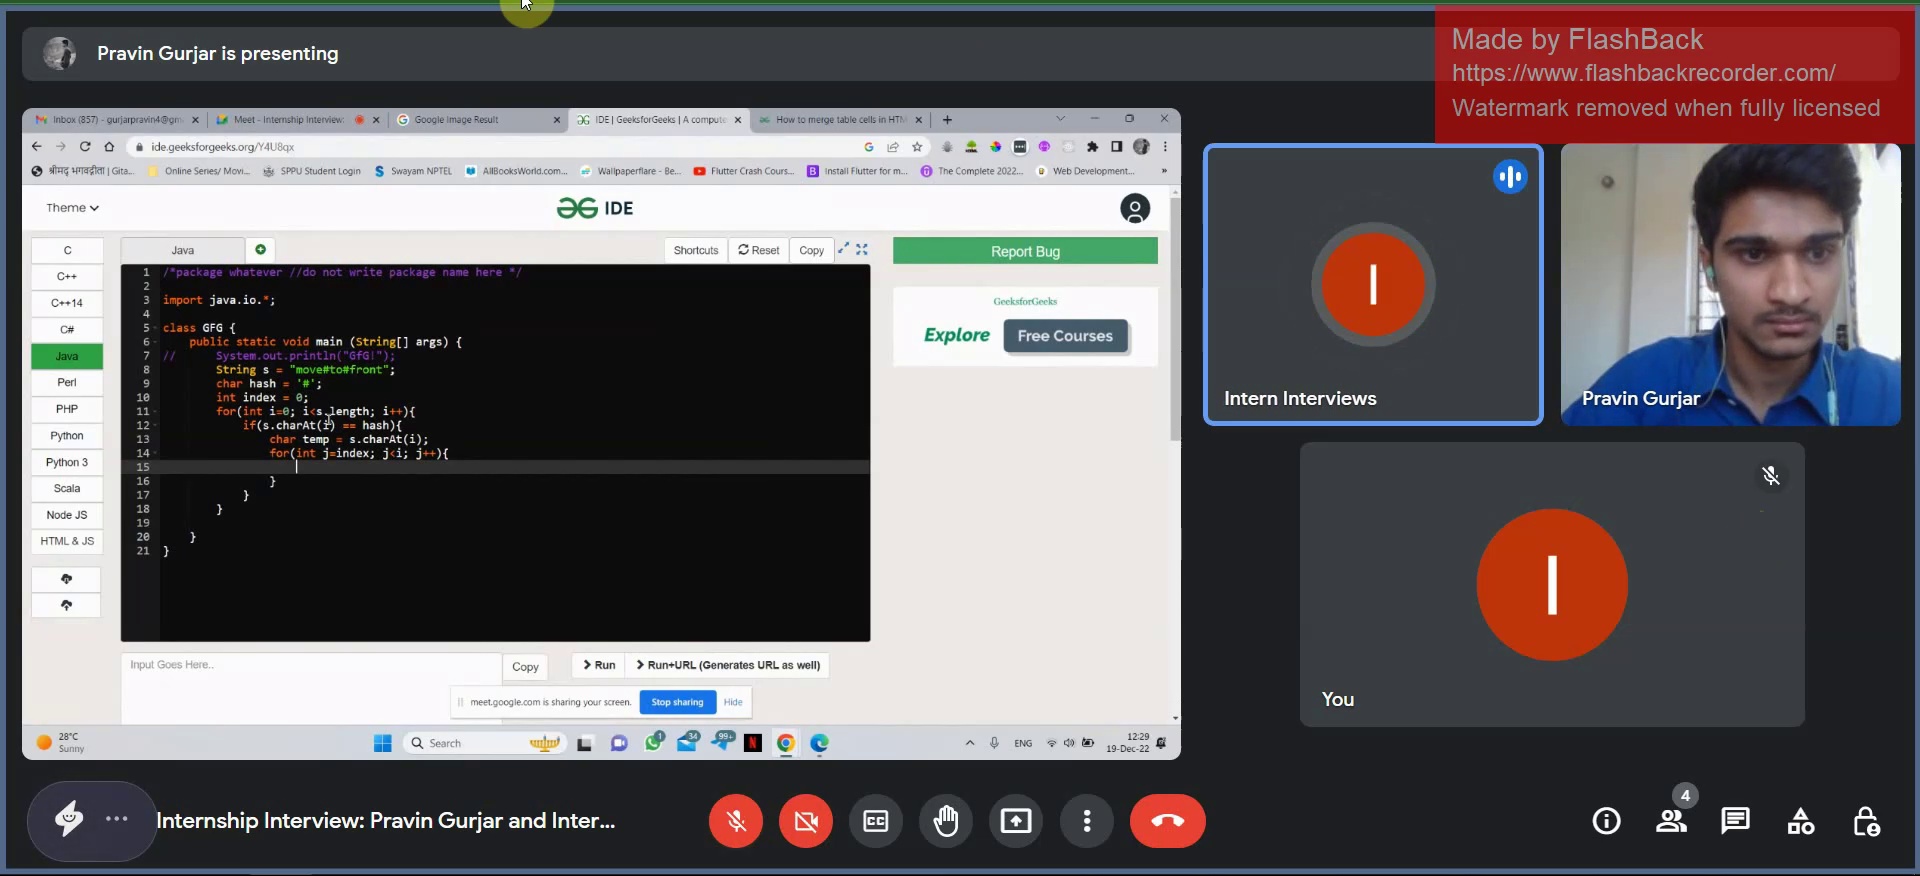 Pravin Gurjar is presenting
Made by FlashBack
https://www.flashbackrecorder.com/
Watermark removed when fully licensed
Inbox (857) - gurjarpravin4@gm
Meet - Internship Interview:
Google Image Result
IDE | GeeksforGeeks | A compute
How to merge table cells in HTM
ide.geeksforgeeks.org/Y4U8qx
श्रीमद् भगवद्गीता | Gita...
Online Series/ Movi...
SPPU Student Login
Swayam NPTEL
AllBooksWorld.com...
Wallpaperflare - Be...
Flutter Crash Cours...
Install Flutter for m...
The Complete 2022...
Web Development...
»
Theme
IDE
C
C++
C++14
C#
Java
Perl
PHP
Python
Python 3
Scala
Node JS
HTML & JS
Java
Shortcuts
Reset
Copy
1 /*package whatever //do not write package name here */
2
3 import java.io.*;
4
5 class GFG {
6 public static void main (String[] args) {
7 // System.out.println("GfG!");
8 String s = "move#to#front";
9 char hash = '#';
10 int index = 0;
11 for(int i=0; i<s.length; i++){
12 if(s.charAt(i) == hash){
13 char temp = s.charAt(i);
14 for(int j=index; j<i; j++){
15
16 }
17 }
18 }
19
20 }
21 }
Report Bug
GeeksforGeeks
Explore Free Courses
Input Goes Here..
Copy
Run
Run+URL (Generates URL as well)
meet.google.com is sharing your screen.
Stop sharing
Hide
28°C
Sunny
Search
1
34
99+
N
ENG
12:29
19-Dec-22
I
Intern Interviews
Pravin Gurjar
I
You
Internship Interview: Pravin Gurjar and Inter...
4